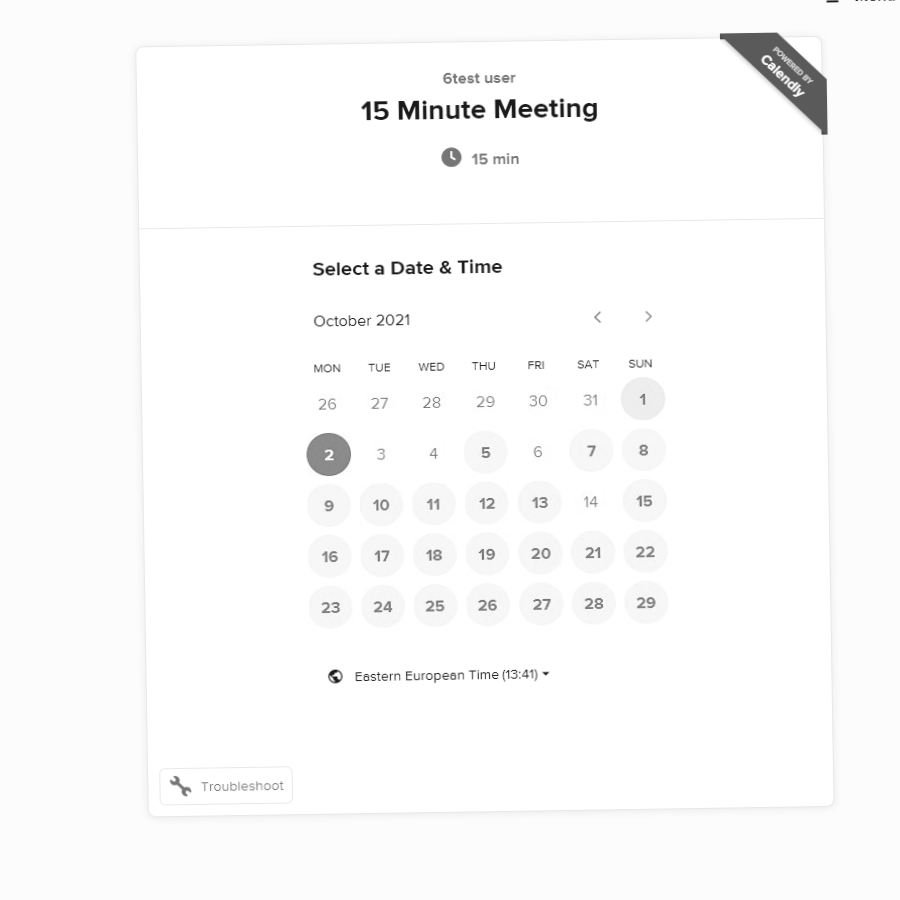 POWERED BY
Calendly
6test user
15 Minute Meeting
15 min
Select a Date & Time
October 2021
MON TUE WED THU FRI SAT SUN
26 27 28 29 30 31 1
2 3 4 5 6 7 8
9 10 11 12 13 14 15
16 17 18 19 20 21 22
23 24 25 26 27 28 29
Eastern European Time (13:41)
Troubleshoot